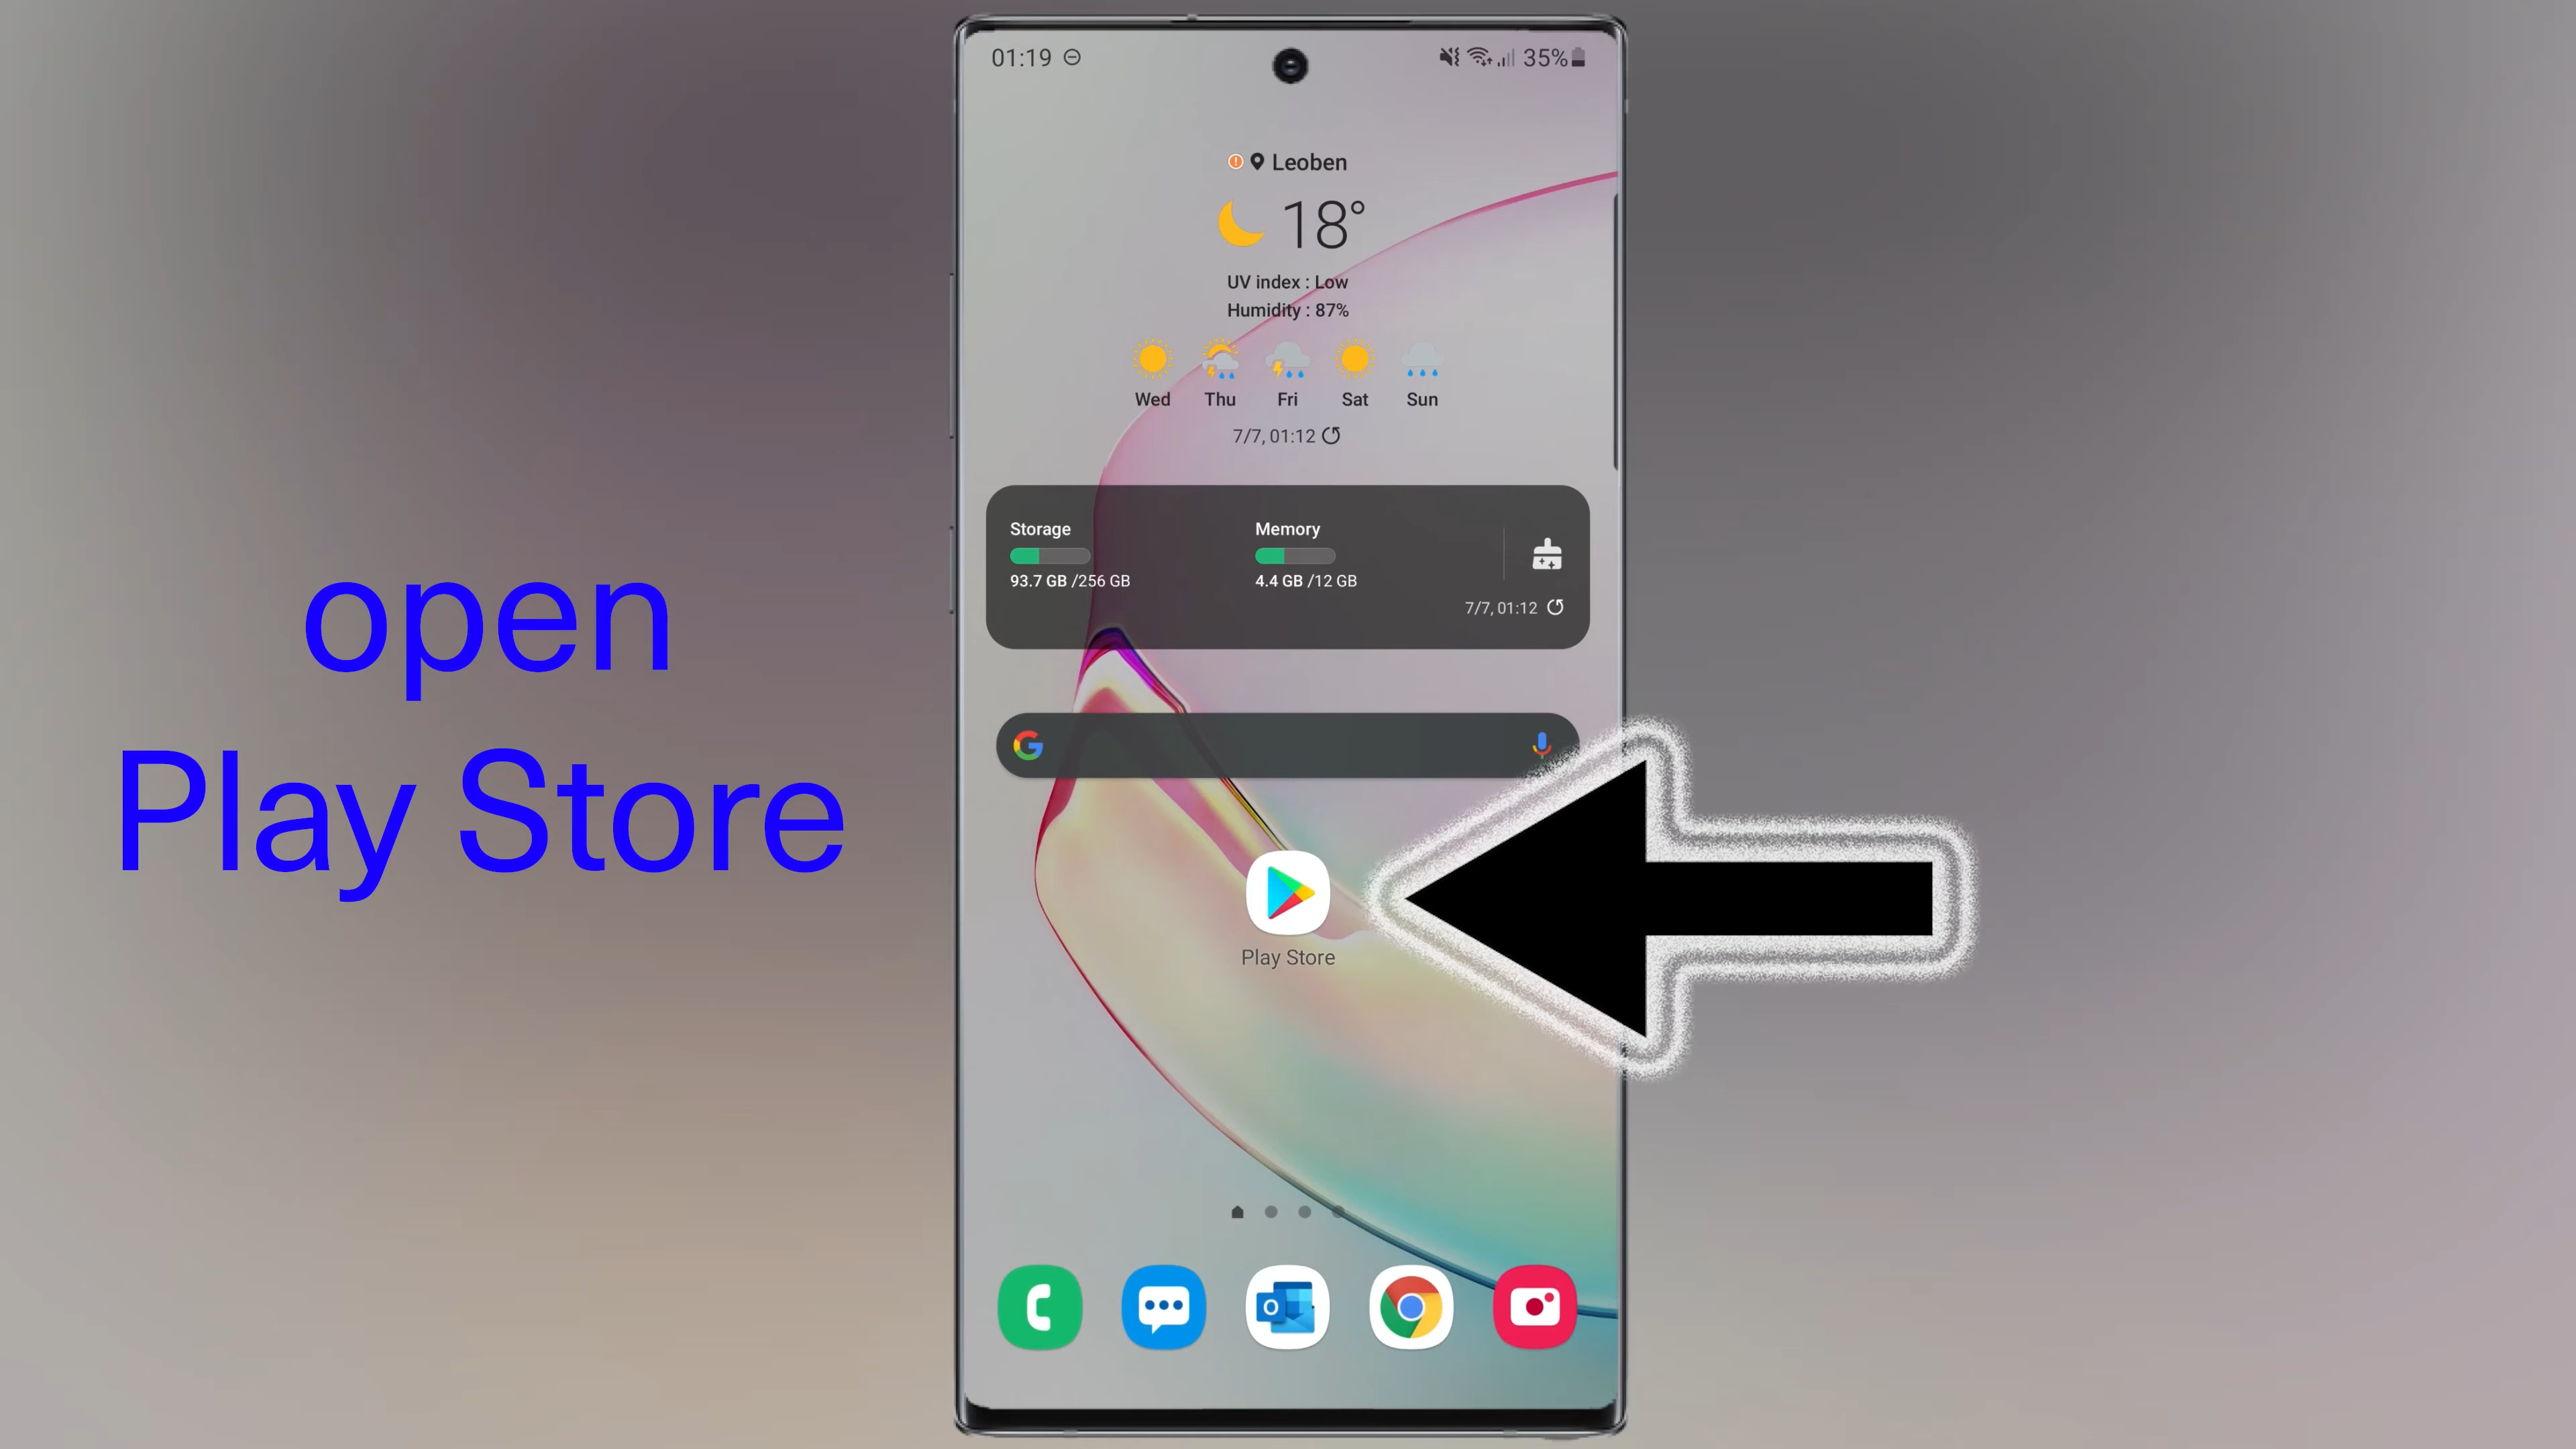 01:19
35%
Leoben
18°
UV index : Low
Humidity : 87%
Wed Thu Fri Sat Sun
7/7, 01:12
Storage
93.7 GB /256 GB
Memory
4.4 GB /12 GB
7/7, 01:12
open
Play Store
Play Store